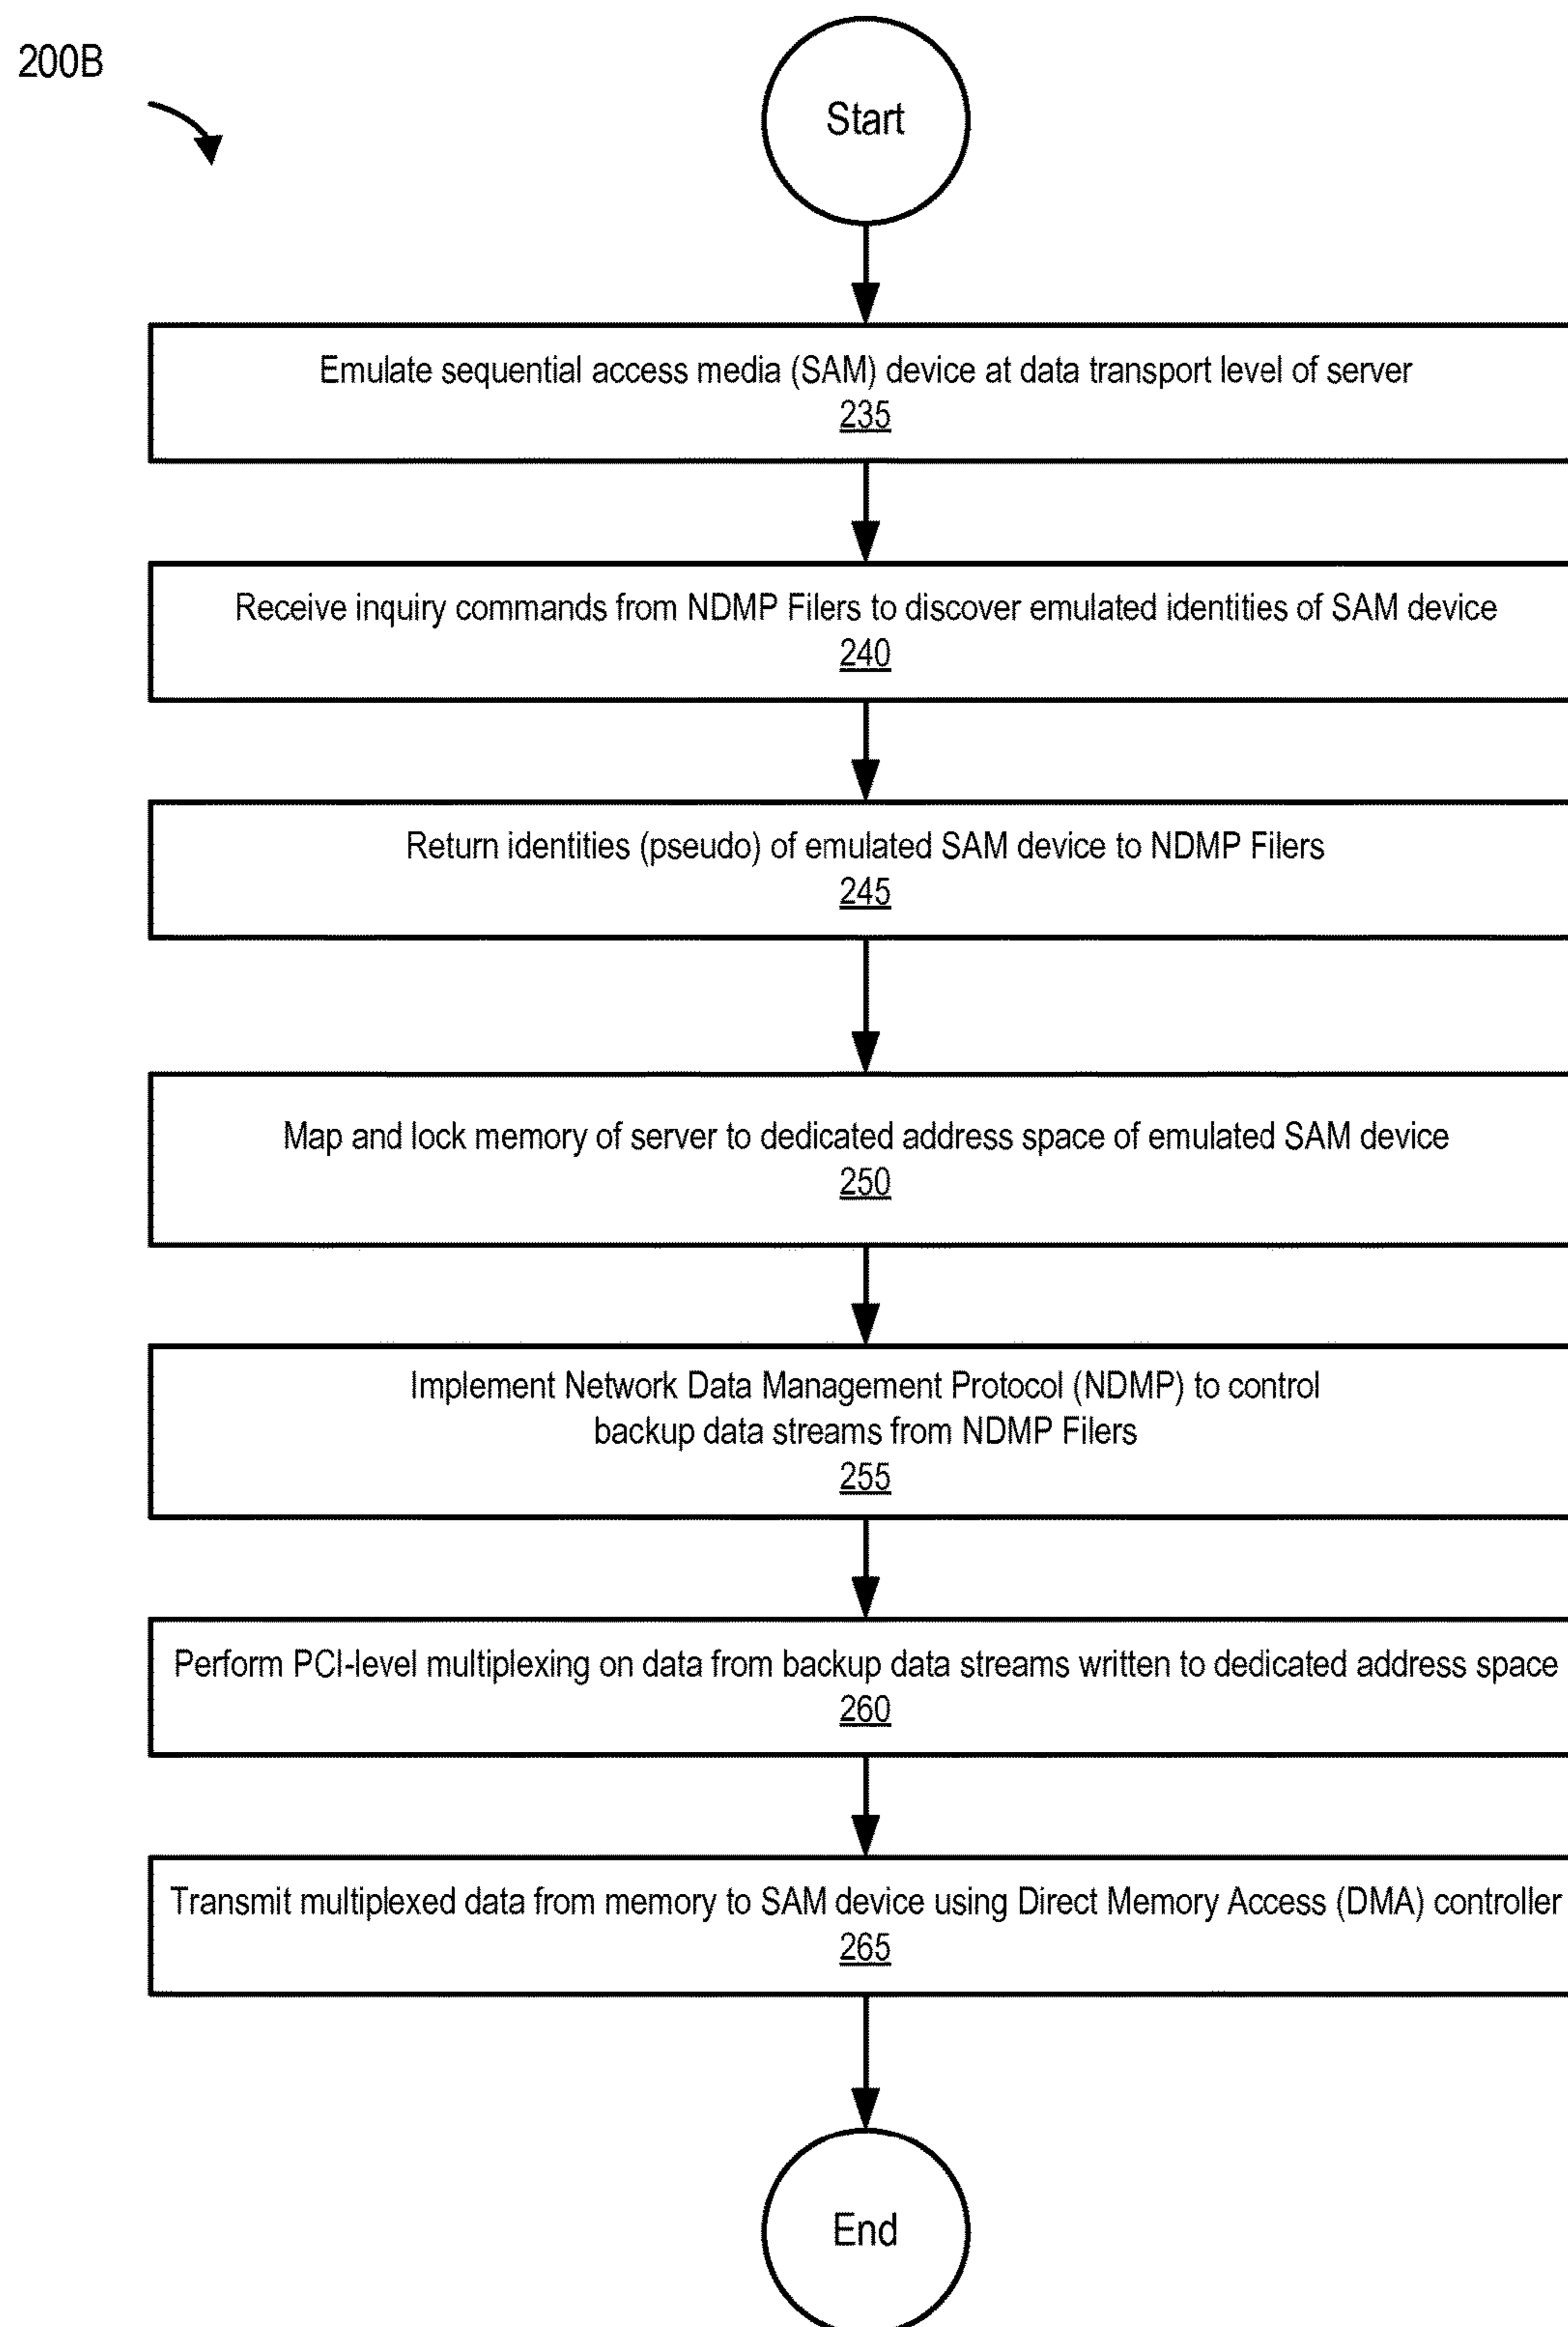 200B
Start
Emulate sequential access media (SAM) device at data transport level of server
235
Receive inquiry commands from NDMP Filers to discover emulated identities of SAM device
240
Return identities (pseudo) of emulated SAM device to NDMP Filers
245
Map and lock memory of server to dedicated address space of emulated SAM device
250
Implement Network Data Management Protocol (NDMP) to control
backup data streams from NDMP Filers
255
Perform PCI-level multiplexing on data from backup data streams written to dedicated address space
260
Transmit multiplexed data from memory to SAM device using Direct Memory Access (DMA) controller
265
End